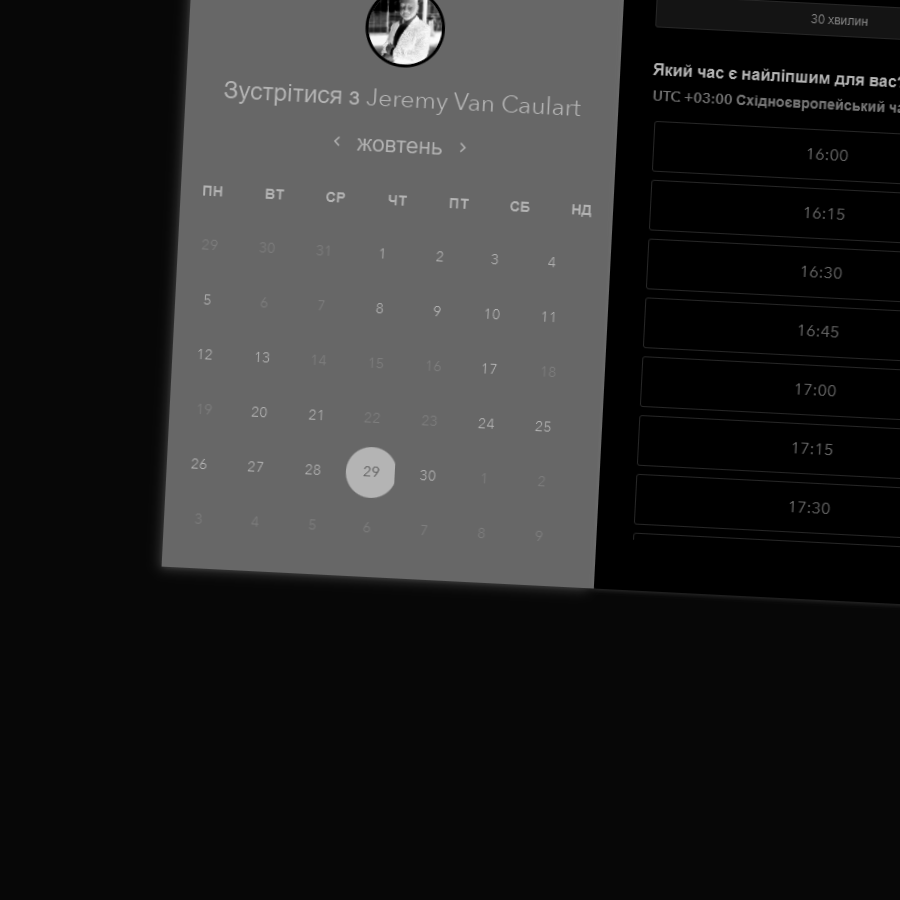 Зустрітися з Jeremy Van Caulart
жовтень
ПН ВТ СР ЧТ ПТ СБ НД
29 30 31 1 2 3 4
5 6 7 8 9 10 11
12 13 14 15 16 17 18
19 20 21 22 23 24 25
26 27 28 29 30 1 2
3 4 5 6 7 8 9
30 хвилин
Який час є найліпшим для вас?
UTC +03:00 Східноєвропейський
16:00
16:15
16:30
16:45
17:00
17:15
17:30